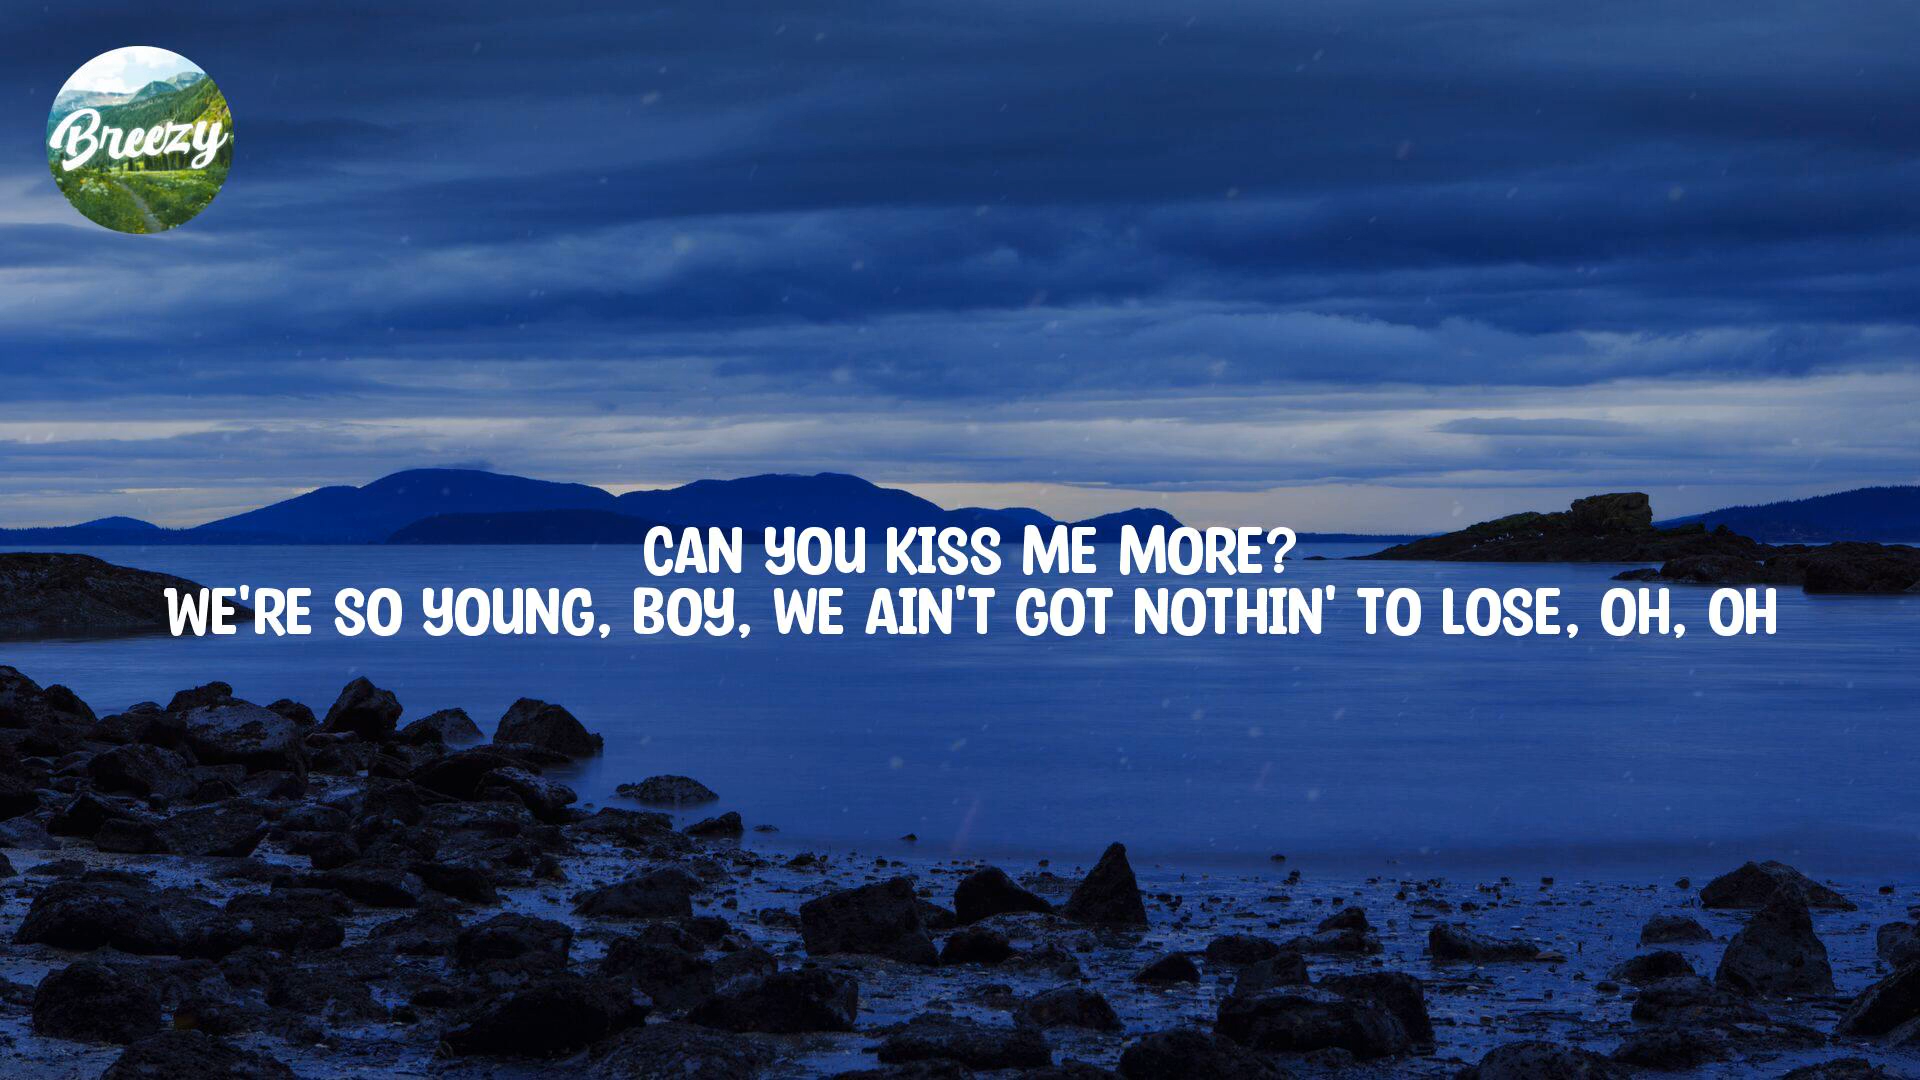 Breezy
CAN YOU KISS ME MORE?
WE'RE SO YOUNG, BOY, WE AIN'T GOT NOTHIN' TO LOSE, OH, OH